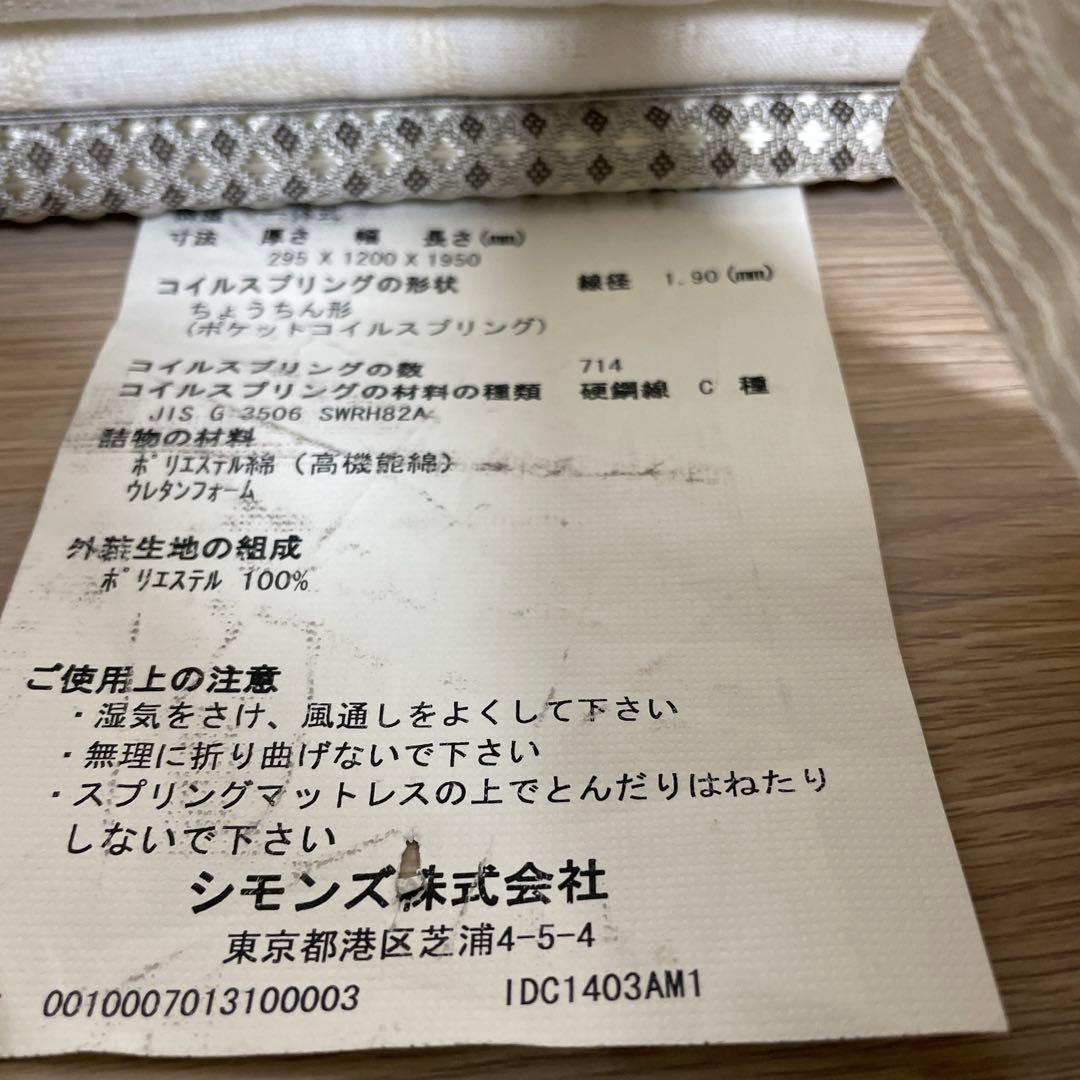 寸法　厚さ　幅　長さ(mm)
295 X 1200 X 1950
コイルスプリングの形状　線径　1.90(mm)
ちょうちん形
(ポケットコイルスプリング)
コイルスプリングの数　714
コイルスプリングの材料の種類　硬鋼線　C　種
JIS G 3506 SWRH82A
詰物の材料
ポリエステル綿 (高機能綿)
ウレタンフォーム
外装生地の組成
ポリエステル 100%
ご使用上の注意
・湿気をさけ、風通しをよくして下さい
・無理に折り曲げないで下さい
・スプリングマットレスの上でとんだりはねたり
しないで下さい
シモンズ株式会社
東京都港区芝浦4-5-4
0010007013100003　IDC1403AM1